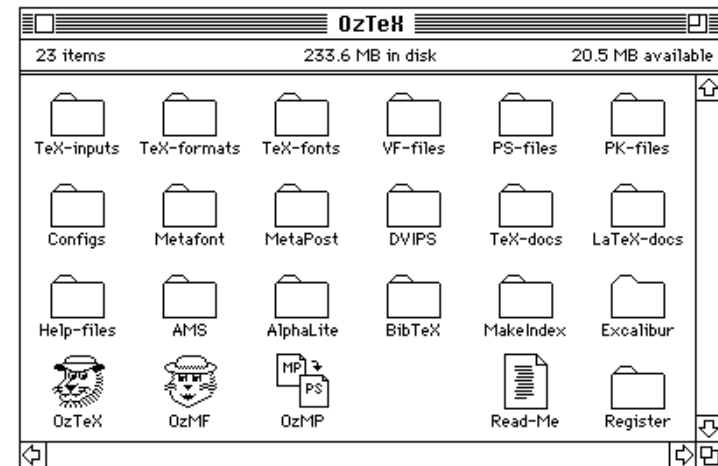 OzTeX
23 items 233.6 MB in disk 20.5 MB available
TeX-inputs TeX-formats TeX-fonts VF-files PS-files PK-files
Configs Metafont MetaPost DVIPS TeX-docs LaTeX-docs
Help-files AMS AlphaLite BibTeX MakeIndex Excalibur
MP
PS
OzTeX OzMF OzMP Read-Me Register